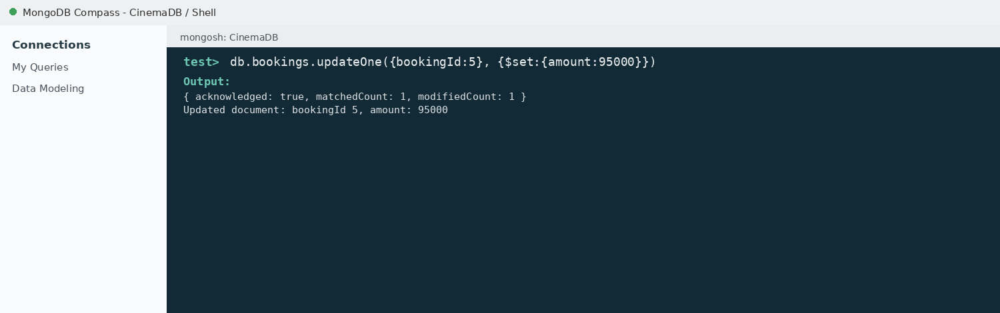 MongoDB Compass - CinemaDB / Shell
Connections
My Queries
Data Modeling
mongosh: CinemaDB
test> db.bookings.updateOne({bookingId:5}, {$set:{amount:95000}})
Output:
{ acknowledged: true, matchedCount: 1, modifiedCount: 1 }
Updated document: bookingId 5, amount: 95000